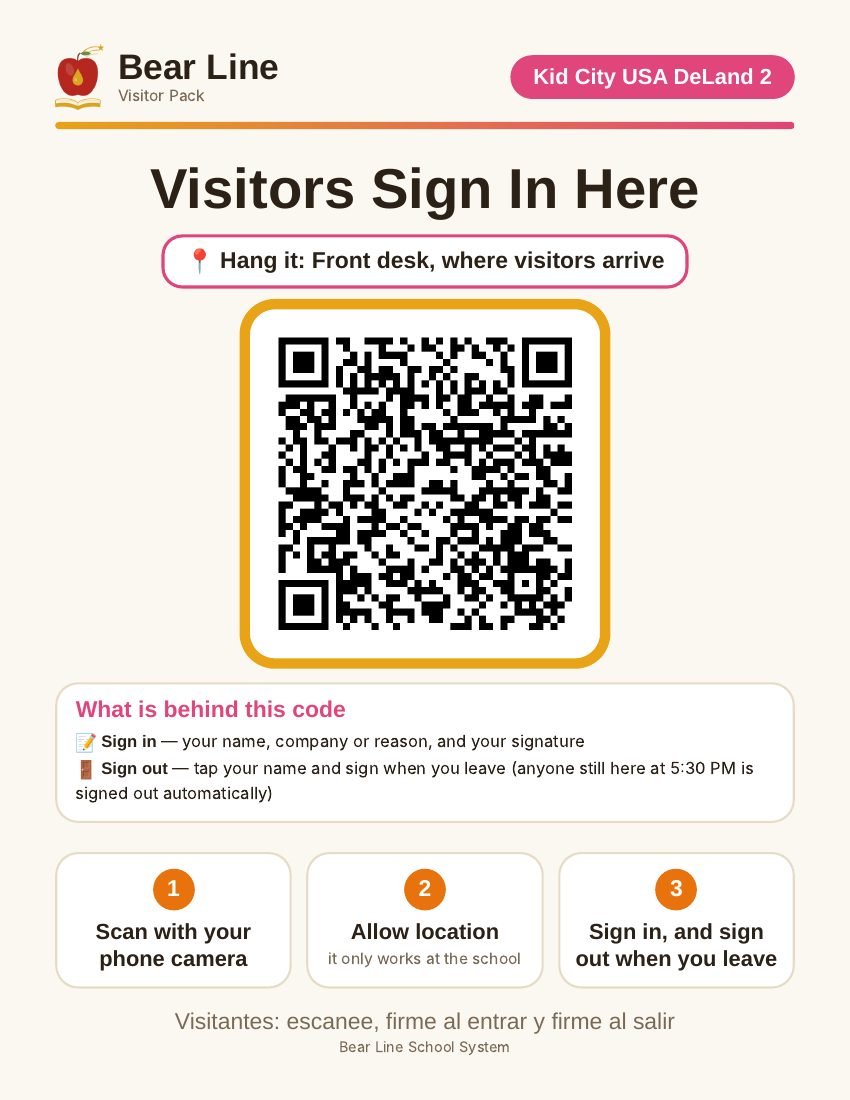 Bear Line
Visitor Pack
Kid City USA DeLand 2
Visitors Sign In Here
📍 Hang it: Front desk, where visitors arrive
What is behind this code
📝 Sign in — your name, company or reason, and your signature
🚪 Sign out — tap your name and sign when you leave (anyone still here at 5:30 PM is
signed out automatically)
1
Scan with your
phone camera
2
Allow location
it only works at the school
3
Sign in, and sign
out when you leave
Visitantes: escanee, firme al entrar y firme al salir
Bear Line School System